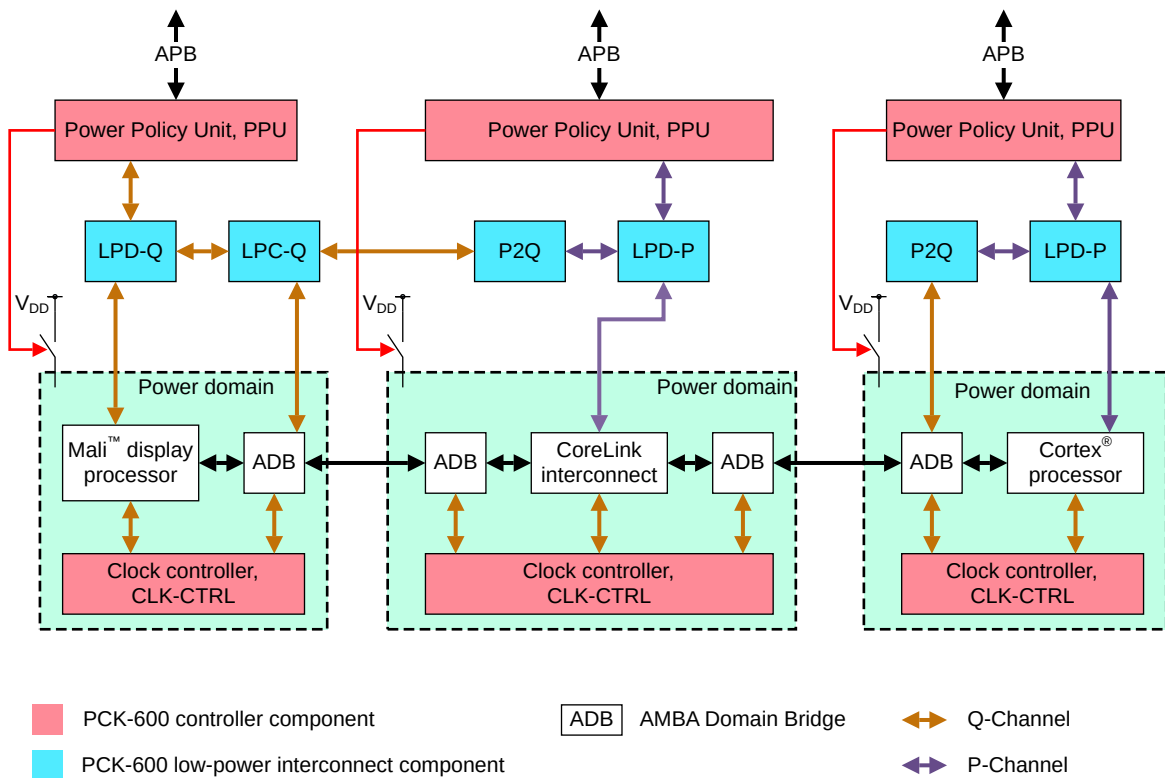 APB
APB
APB
Power Policy Unit, PPU
Power Policy Unit, PPU
Power Policy Unit, PPU
LPD-Q
LPC-Q
P2Q
LPD-P
P2Q
LPD-P
VDD
VDD
VDD
Power domain
Power domain
Power domain
Mali™ display
processor
ADB
ADB
CoreLink
interconnect
ADB
ADB
Cortex®
processor
Clock controller,
CLK-CTRL
Clock controller,
CLK-CTRL
Clock controller,
CLK-CTRL
PCK-600 controller component
ADB
AMBA Domain Bridge
Q-Channel
PCK-600 low-power interconnect component
P-Channel